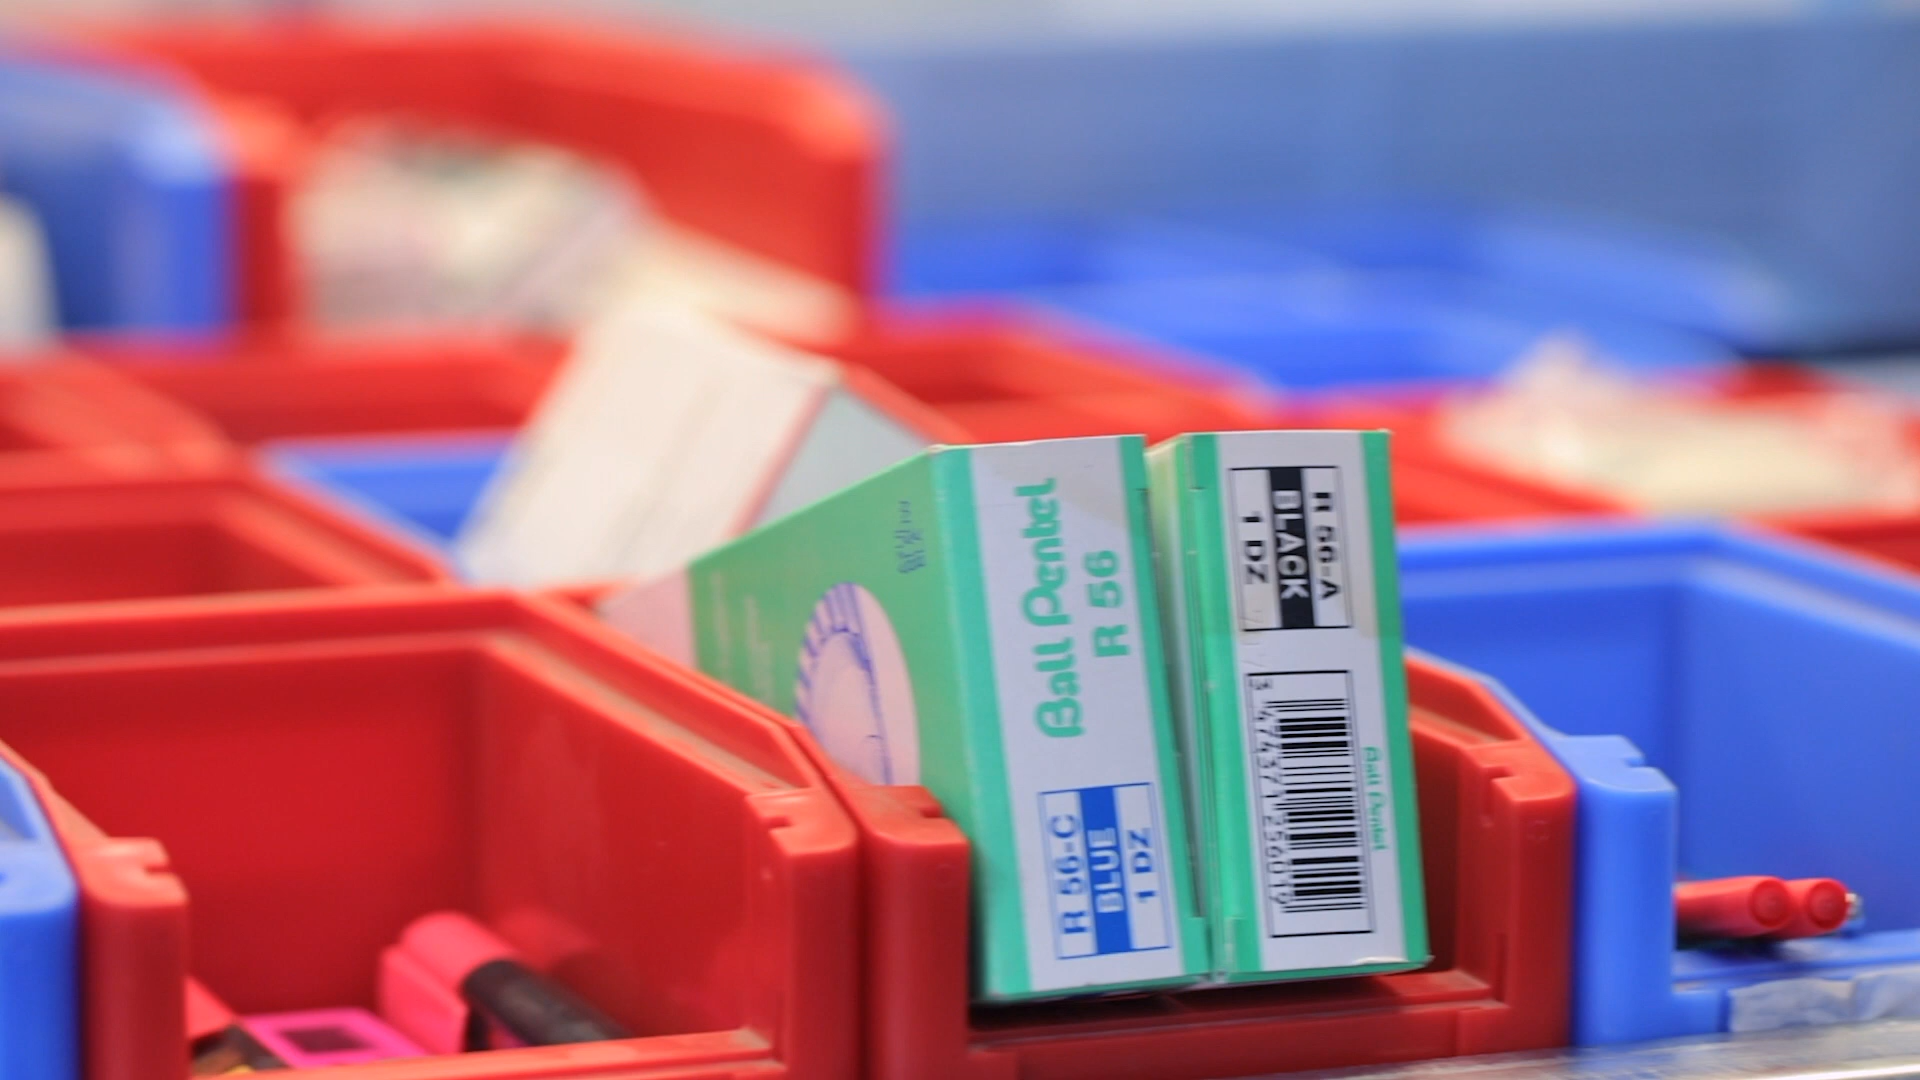 Ball Pentel
R 56
R 56-C
BLUE
1 DZ
R 56-A
BLACK
1 DZ
Ball Pentel